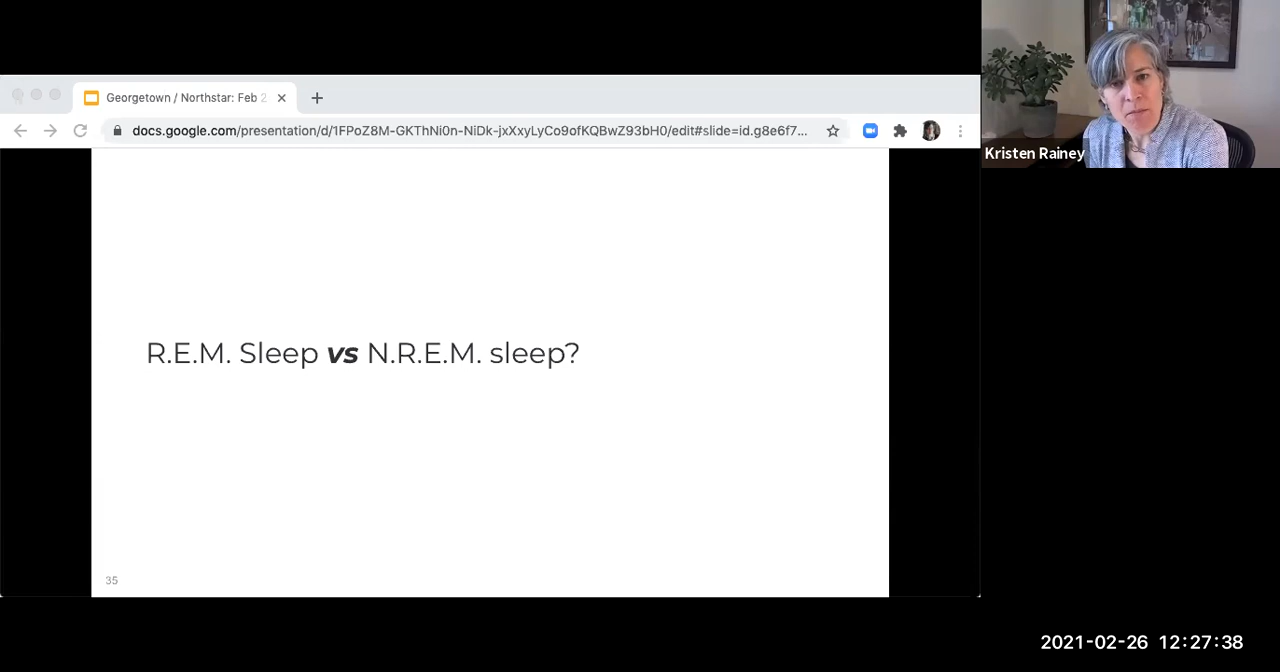 Georgetown / Northstar: Feb 2
docs.google.com/presentation/d/1FPoZ8M-GKThNi0n-NiDk-jxXxyLyCo9ofKQBwZ93bH0/edit#slide=id.g8e6f7...
Kristen Rainey
R.E.M. Sleep vs N.R.E.M. sleep?
35
2021-02-26 12:27:38